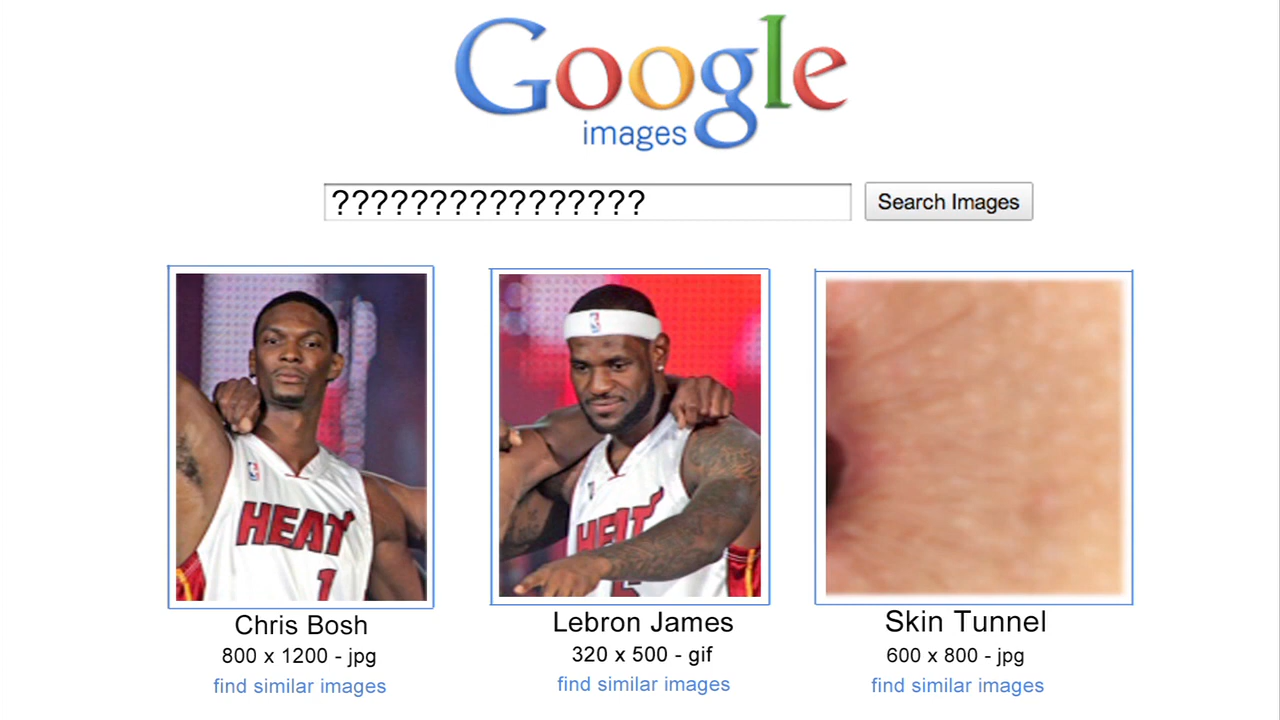 Google
images
???????????????? Search Images
HEAT
1
HEAT
Chris Bosh Lebron James Skin Tunnel
800 x 1200 - jpg 320 x 500 - gif 600 x 800 - jpg
find similar images find similar images find similar images